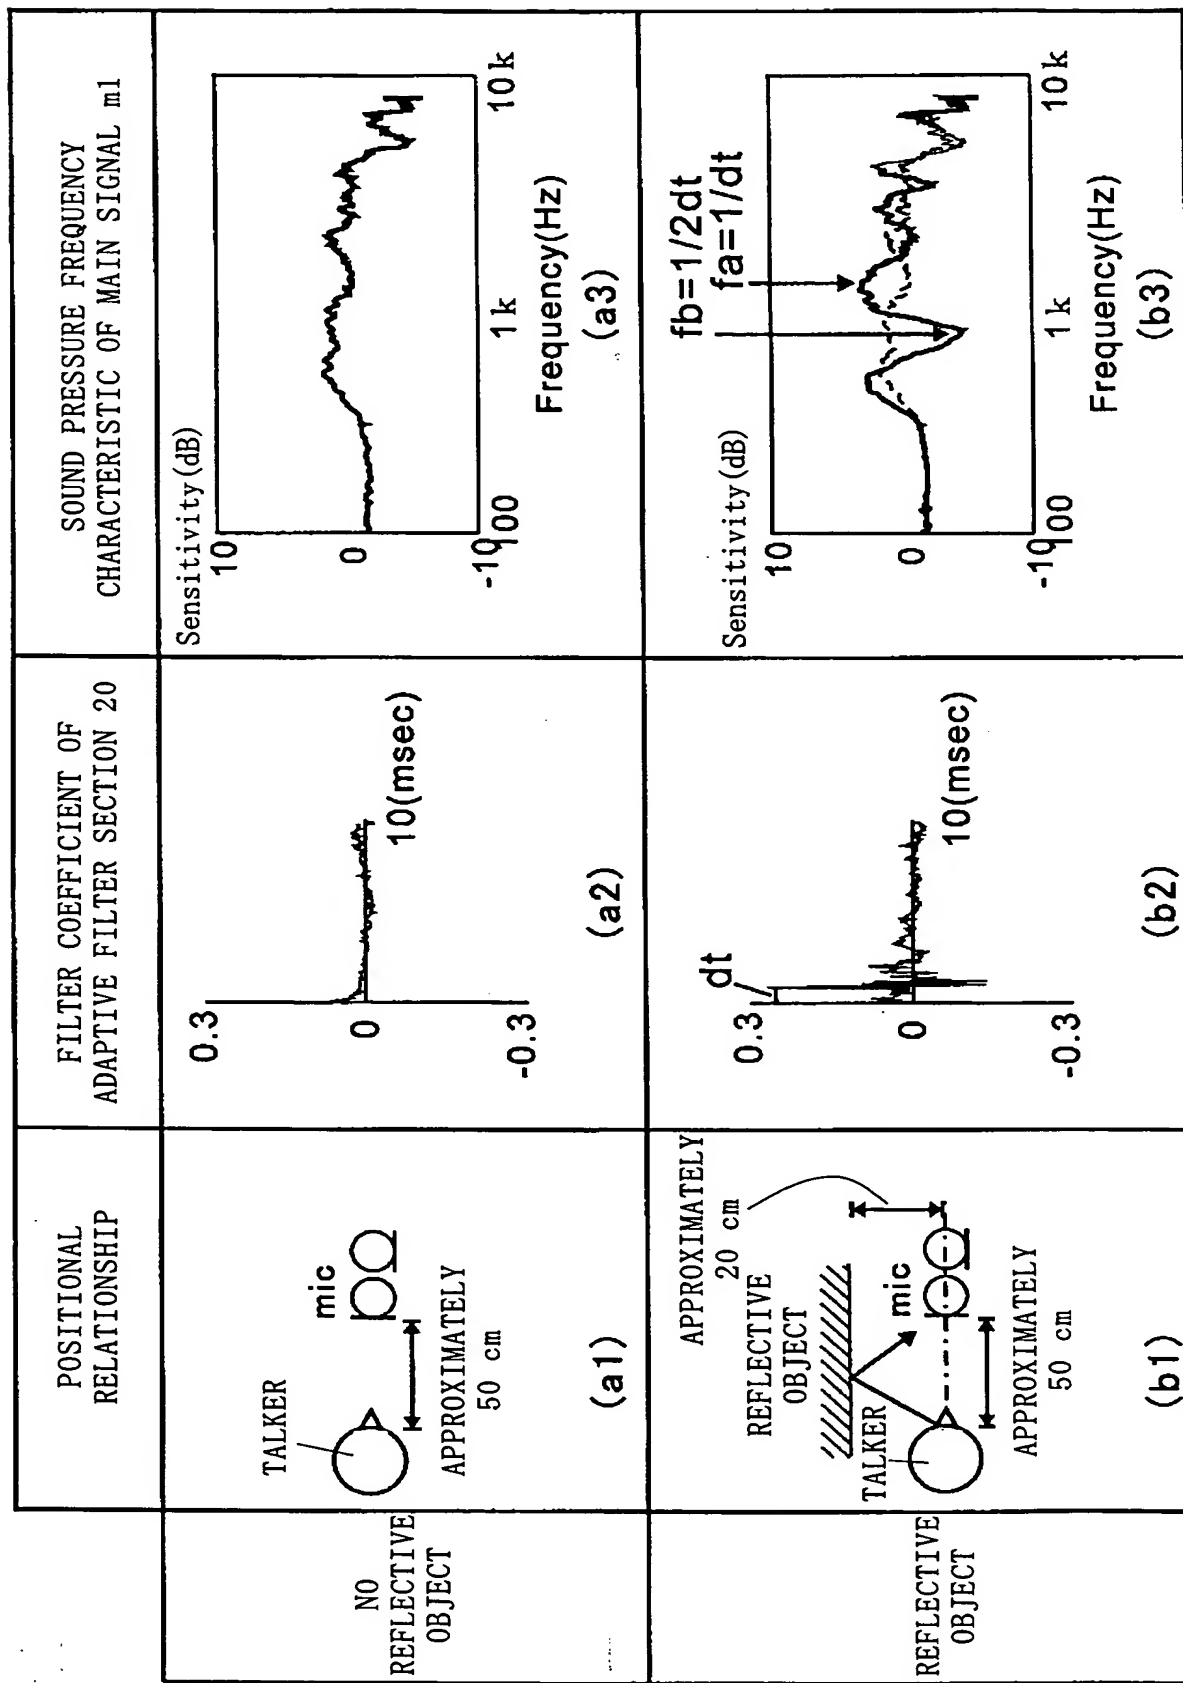 POSITIONAL
RELATIONSHIP
FILTER COEFFICIENT OF
ADAPTIVE FILTER SECTION 20
SOUND PRESSURE FREQUENCY
CHARACTERISTIC OF MAIN SIGNAL m1
NO
REFLECTIVE
OBJECT
TALKER
mic
APPROXIMATELY
50 cm
(a1)
0.3
0
-0.3
10(msec)
(a2)
Sensitivity(dB)
10
0
-10
100
1k
10k
Frequency(Hz)
(a3)
REFLECTIVE
OBJECT
APPROXIMATELY
20 cm
REFLECTIVE
OBJECT
mic
TALKER
APPROXIMATELY
50 cm
(b1)
dt
0.3
0
-0.3
10(msec)
(b2)
fb=1/2dt
fa=1/dt
Sensitivity(dB)
10
0
-10
100
1k
10k
Frequency(Hz)
(b3)